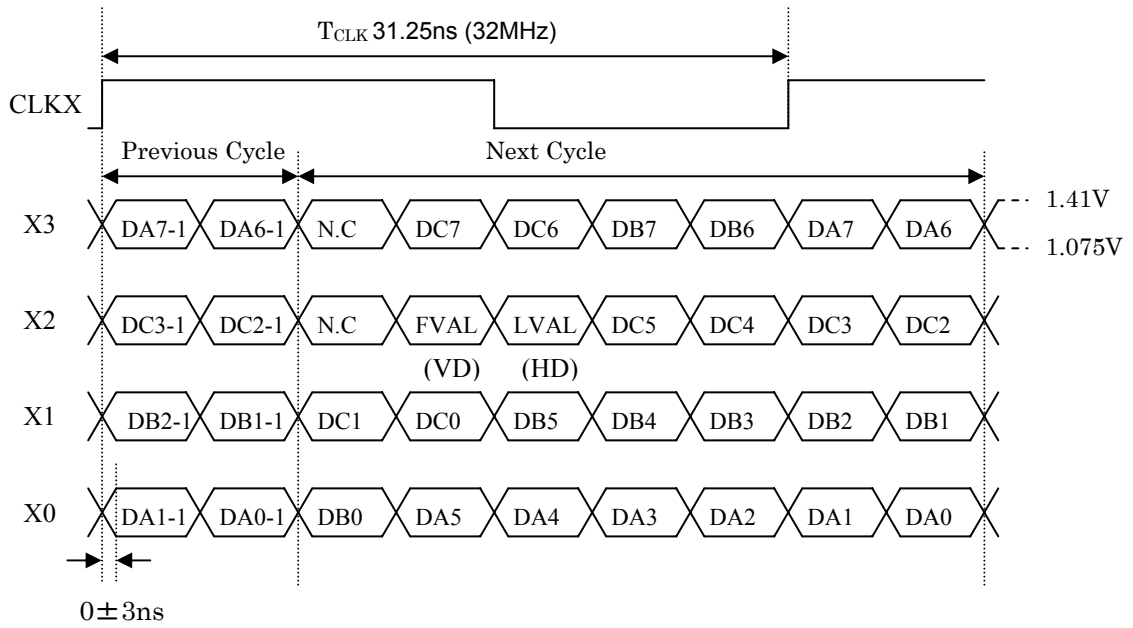 TCLK 31.25ns (32MHz)
CLKX
Previous Cycle Next Cycle
X3 DA7-1 DA6-1 N.C DC7 DC6 DB7 DB6 DA7 DA6 1.41V
1.075V
X2 DC3-1 DC2-1 N.C FVAL LVAL DC5 DC4 DC3 DC2
(VD) (HD)
X1 DB2-1 DB1-1 DC1 DC0 DB5 DB4 DB3 DB2 DB1
X0 DA1-1 DA0-1 DB0 DA5 DA4 DA3 DA2 DA1 DA0
0±3ns